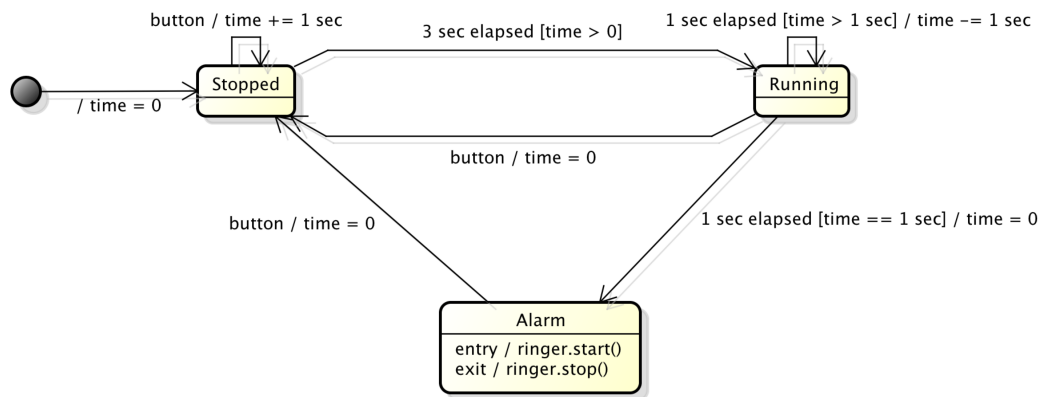 button / time += 1 sec
3 sec elapsed [time > 0]
1 sec elapsed [time > 1 sec] / time -= 1 sec
Stopped
Running
/ time = 0
button / time = 0
button / time = 0
1 sec elapsed [time == 1 sec] / time = 0
Alarm
entry / ringer.start()
exit / ringer.stop()